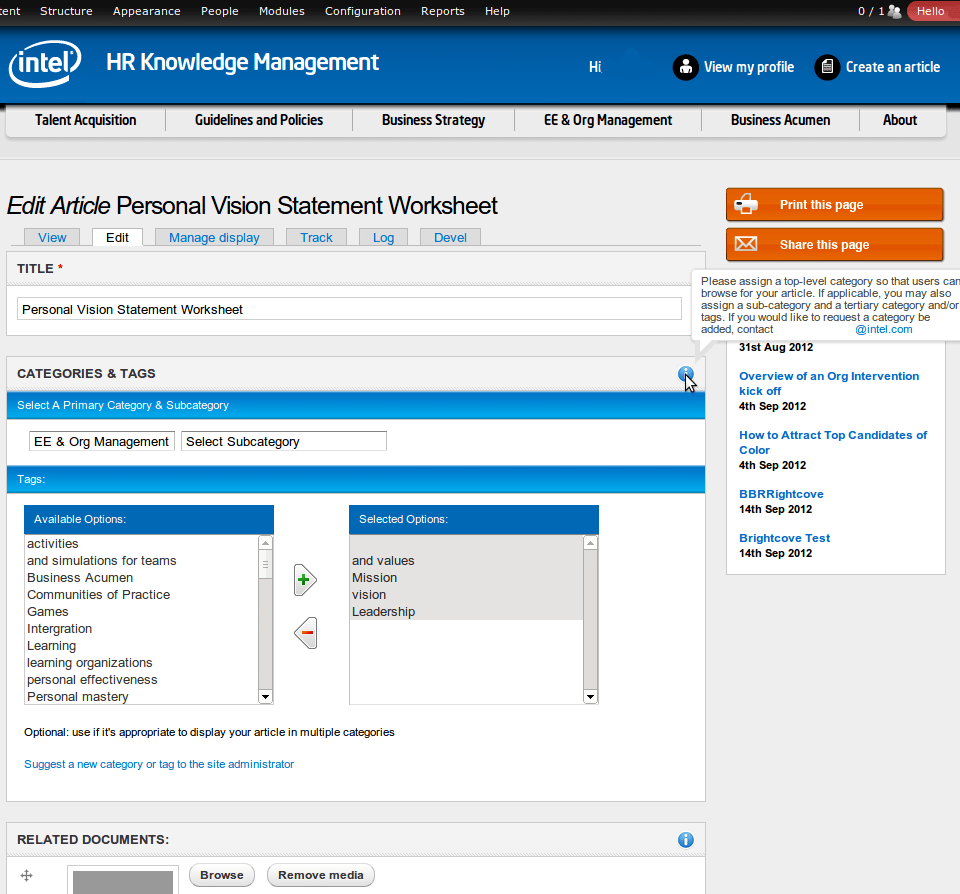 tent Structure Appearance People Modules Configuration Reports Help 0 / 1 Hello
intel HR Knowledge Management Hi View my profile Create an article
Talent Acquisition Guidelines and Policies Business Strategy EE & Org Management Business Acumen About
Edit Article Personal Vision Statement Worksheet
View Edit Manage display Track Log Devel
TITLE *
Personal Vision Statement Worksheet
CATEGORIES & TAGS
Select A Primary Category & Subcategory
EE & Org Management Select Subcategory
Tags:
Available Options:
activities
and simulations for teams
Business Acumen
Communities of Practice
Games
Intergration
Learning
learning organizations
personal effectiveness
Personal mastery
Selected Options:
and values
Mission
vision
Leadership
Optional: use if it's appropriate to display your article in multiple categories
Suggest a new category or tag to the site administrator
RELATED DOCUMENTS:
Browse Remove media
Print this page
Share this page
Please assign a top-level category so that users can
browse for your article. If applicable, you may also
assign a sub-category and a tertiary category and/or
tags. If you would like to request a category be
added, contact @intel.com
31st Aug 2012
Overview of an Org Intervention
kick off
4th Sep 2012
How to Attract Top Candidates of
Color
4th Sep 2012
BBRRightcove
14th Sep 2012
Brightcove Test
14th Sep 2012